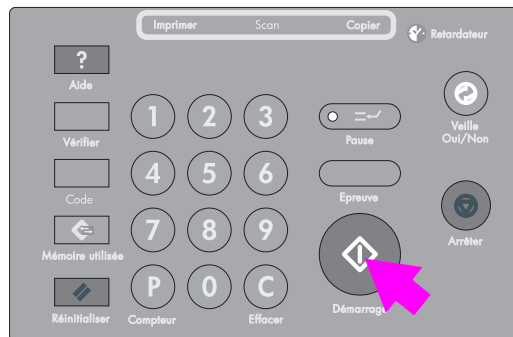 Imprimer Scan Copier
Retardateur
?
Aide
Vérifier
Code
Mémoire utilisée
Réinitialiser
1 2 3
4 5 6
7 8 9
P 0 C
Compteur Effacer
Pause
Epreuve
Démarrage
Veille
Oui/Non
Arrêter